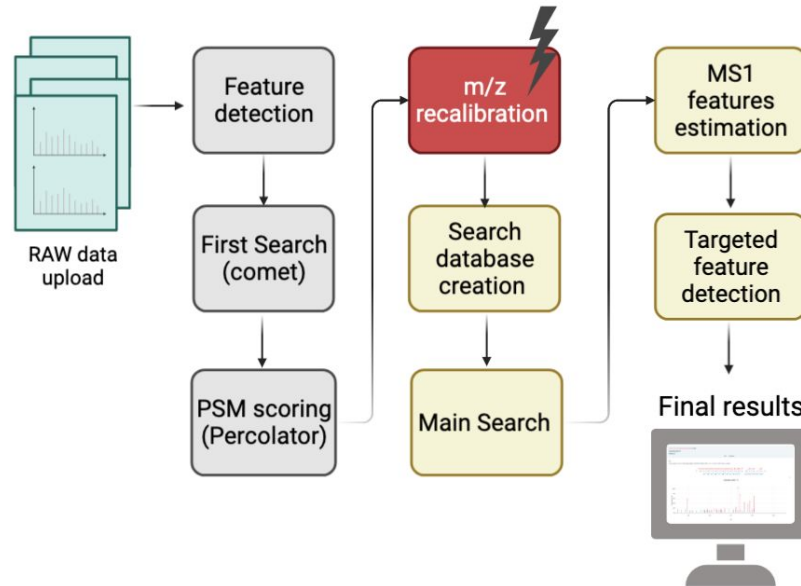 RAW data
upload
Feature
detection
First Search
(comet)
PSM scoring
(Percolator)
m/z
recalibration
Search
database
creation
Main Search
MS1
features
estimation
Targeted
feature
detection
Final results